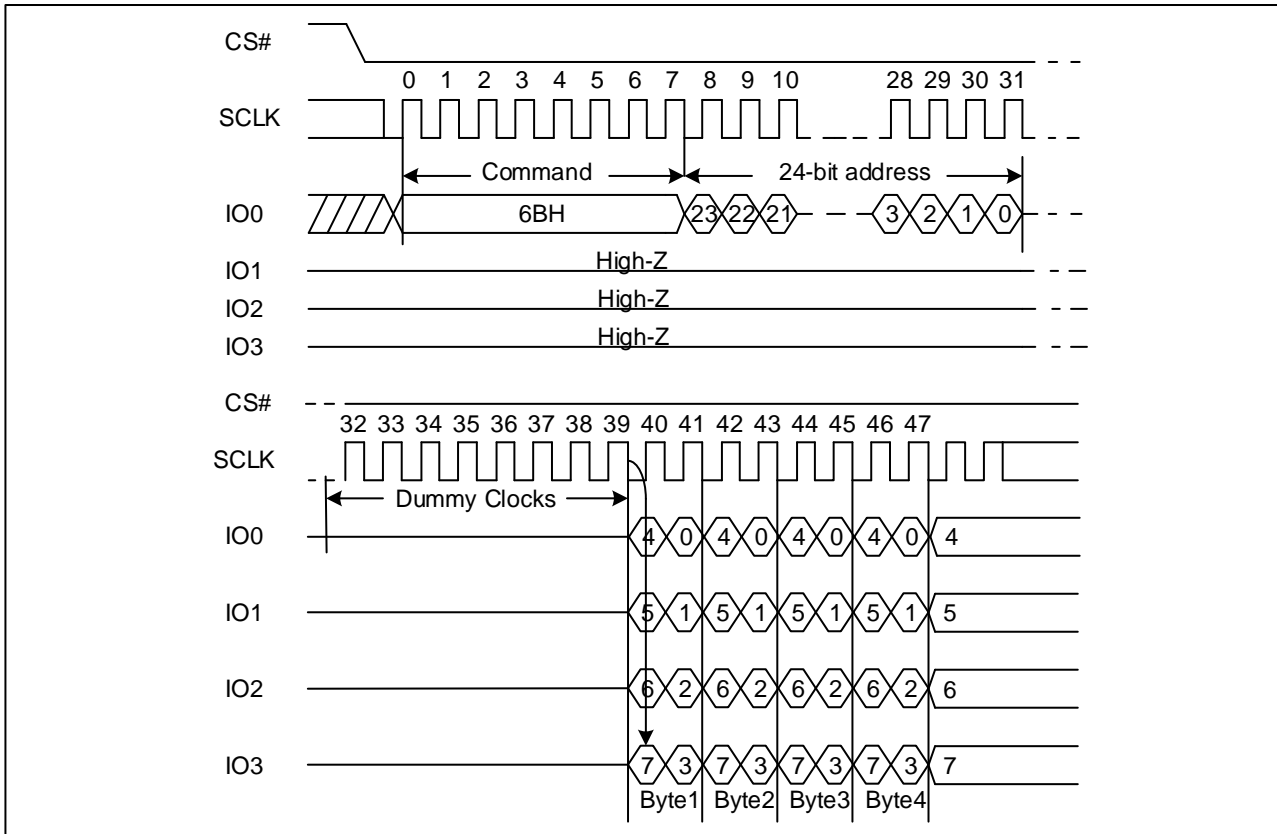 CS#
0 1 2 3 4 5 6 7 8 9 10 28 29 30 31
SCLK
Command 24-bit address
IO0 6BH 23 22 21 3 2 1 0
IO1 High-Z
IO2 High-Z
IO3 High-Z
CS#
32 33 34 35 36 37 38 39 40 41 42 43 44 45 46 47
SCLK
Dummy Clocks
IO0 4 0 4 0 4 0 4 0 4
IO1 5 1 5 1 5 1 5 1 5
IO2 6 2 6 2 6 2 6 2 6
IO3 7 3 7 3 7 3 7 3 7
Byte1 Byte2 Byte3 Byte4